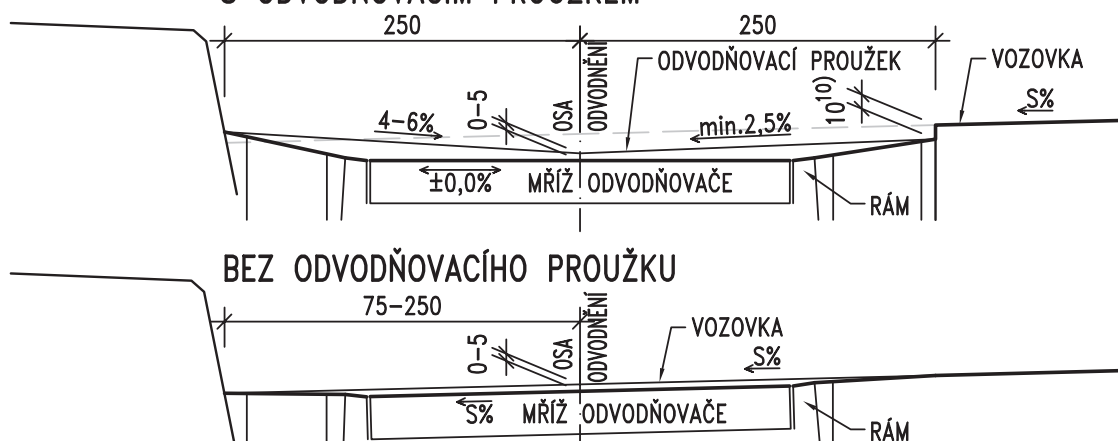 S ODVODŇOVACÍM PROUŽKEM
250
250
OSA
ODVODNĚNÍ
ODVODŇOVACÍ PROUŽEK
VOZOVKA
0-5
10¹⁰⁾
S%
4-6%
min.2,5%
±0,0%
MŘÍŽ ODVODŇOVAČE
RÁM
BEZ ODVODŇOVACÍHO PROUŽKU
75-250
OSA
ODVODNĚNÍ
VOZOVKA
0-5
S%
S%
MŘÍŽ ODVODŇOVAČE
RÁM